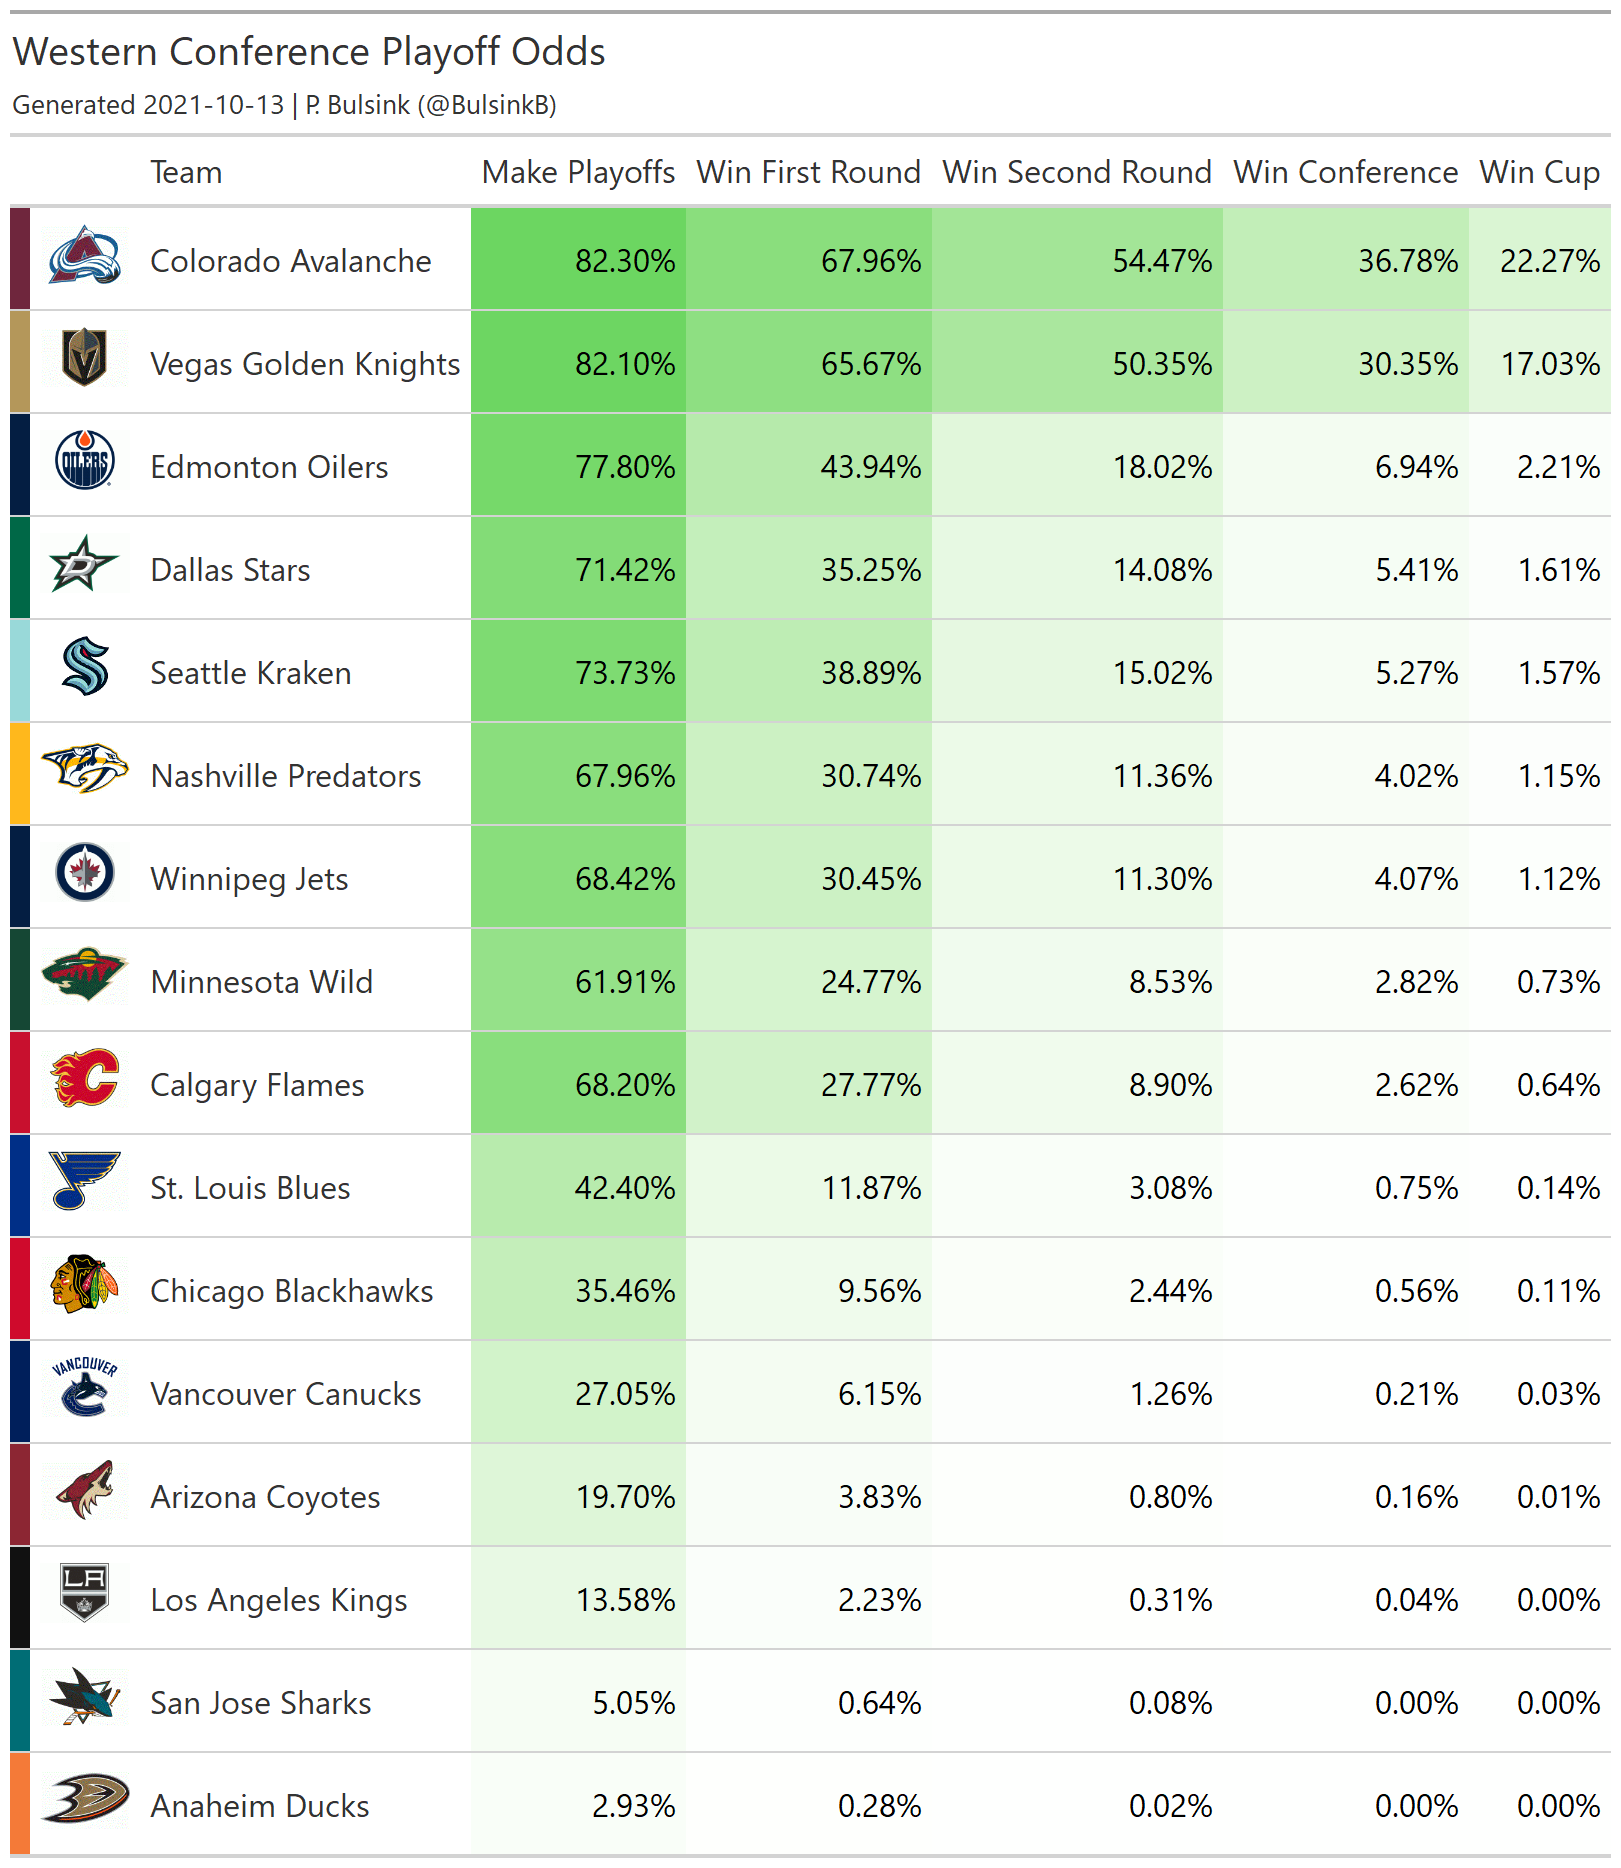 Western Conference Playoff Odds
Generated 2021-10-13 | P. Bulsink (@BulsinkB)
Team Make Playoffs Win First Round Win Second Round Win Conference Win Cup
Colorado Avalanche 82.30% 67.96% 54.47% 36.78% 22.27%
Vegas Golden Knights 82.10% 65.67% 50.35% 30.35% 17.03%
OILERS Edmonton Oilers 77.80% 43.94% 18.02% 6.94% 2.21%
D Dallas Stars 71.42% 35.25% 14.08% 5.41% 1.61%
Seattle Kraken 73.73% 38.89% 15.02% 5.27% 1.57%
Nashville Predators 67.96% 30.74% 11.36% 4.02% 1.15%
Winnipeg Jets 68.42% 30.45% 11.30% 4.07% 1.12%
Minnesota Wild 61.91% 24.77% 8.53% 2.82% 0.73%
C Calgary Flames 68.20% 27.77% 8.90% 2.62% 0.64%
St. Louis Blues 42.40% 11.87% 3.08% 0.75% 0.14%
Chicago Blackhawks 35.46% 9.56% 2.44% 0.56% 0.11%
VANCOUVER Vancouver Canucks 27.05% 6.15% 1.26% 0.21% 0.03%
Arizona Coyotes 19.70% 3.83% 0.80% 0.16% 0.01%
LA Los Angeles Kings 13.58% 2.23% 0.31% 0.04% 0.00%
San Jose Sharks 5.05% 0.64% 0.08% 0.00% 0.00%
Anaheim Ducks 2.93% 0.28% 0.02% 0.00% 0.00%